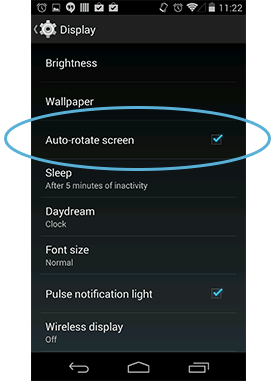 11:22
Display
Brightness
Wallpaper
Auto-rotate screen
Sleep
After 5 minutes of inactivity
Daydream
Clock
Font size
Normal
Pulse notification light
Wireless display
Off